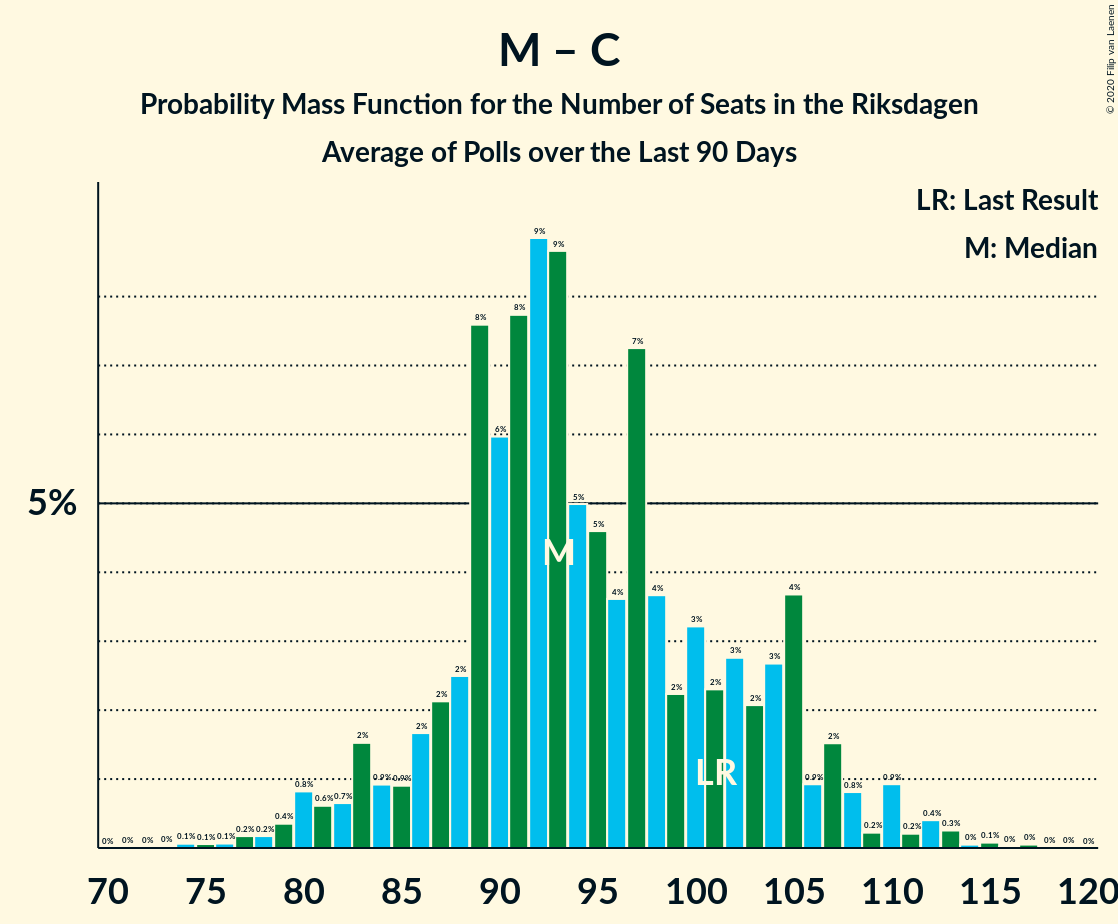 M – C
Probability Mass Function for the Number of Seats in the Riksdagen
Average of Polls over the Last 90 Days
© 2020 Filip van Laenen
LR: Last Result
M: Median
5%
0% 0% 0% 0% 0.1% 0.1% 0.1% 0.2% 0.2% 0.4% 0.8% 0.6% 0.7% 2% 0.9% 0.9% 2% 2% 2% 8% 6% 8% 9% 9% 5% 5% 4% 7% 4% 2% 3% 2% 3% 2% 3% 4% 0.9% 2% 0.8% 0.2% 0.9% 0.2% 0.4% 0.3% 0% 0.1% 0% 0% 0% 0% 0%
M
LR
70 75 80 85 90 95 100 105 110 115 120